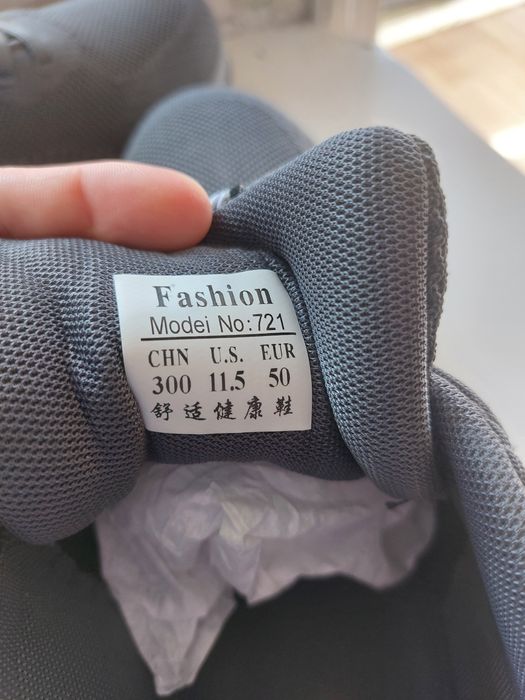 Fashion
Modei No:721
CHN U.S. EUR
300 11.5 50
舒适健康鞋